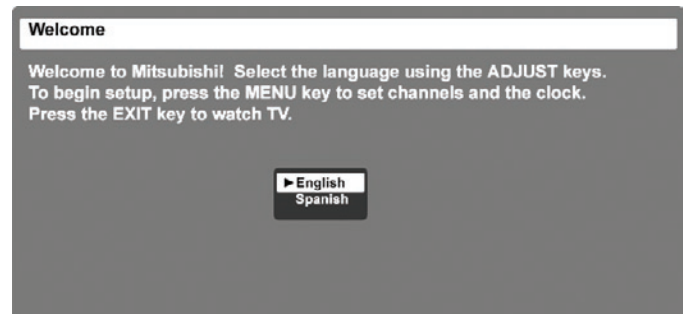 Welcome
Welcome to Mitsubishi! Select the language using the ADJUST keys.
To begin setup, press the MENU key to set channels and the clock.
Press the EXIT key to watch TV.
►English
Spanish